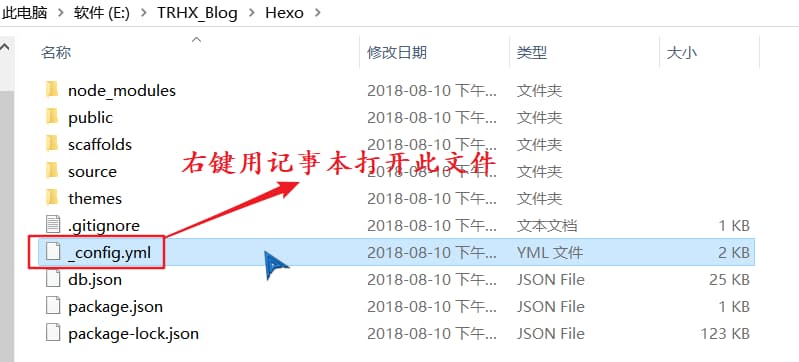 此电脑 > 软件 (E:) > TRHX_Blog > Hexo >
名称 修改日期 类型 大小
node_modules 2018-08-10 下午... 文件夹
public 2018-08-10 下午... 文件夹
scaffolds 2018-08-10 下午... 文件夹
右键用记事本打开此文件
source 2018-08-10 下午... 文件夹
themes 2018-08-10 下午... 文件夹
.gitignore 2018-08-10 下午... 文本文档 1 KB
_config.yml 2018-08-10 下午... YML 文件 2 KB
db.json 2018-08-10 下午... JSON File 25 KB
package.json 2018-08-10 下午... JSON File 1 KB
package-lock.json 2018-08-10 下午... JSON File 123 KB